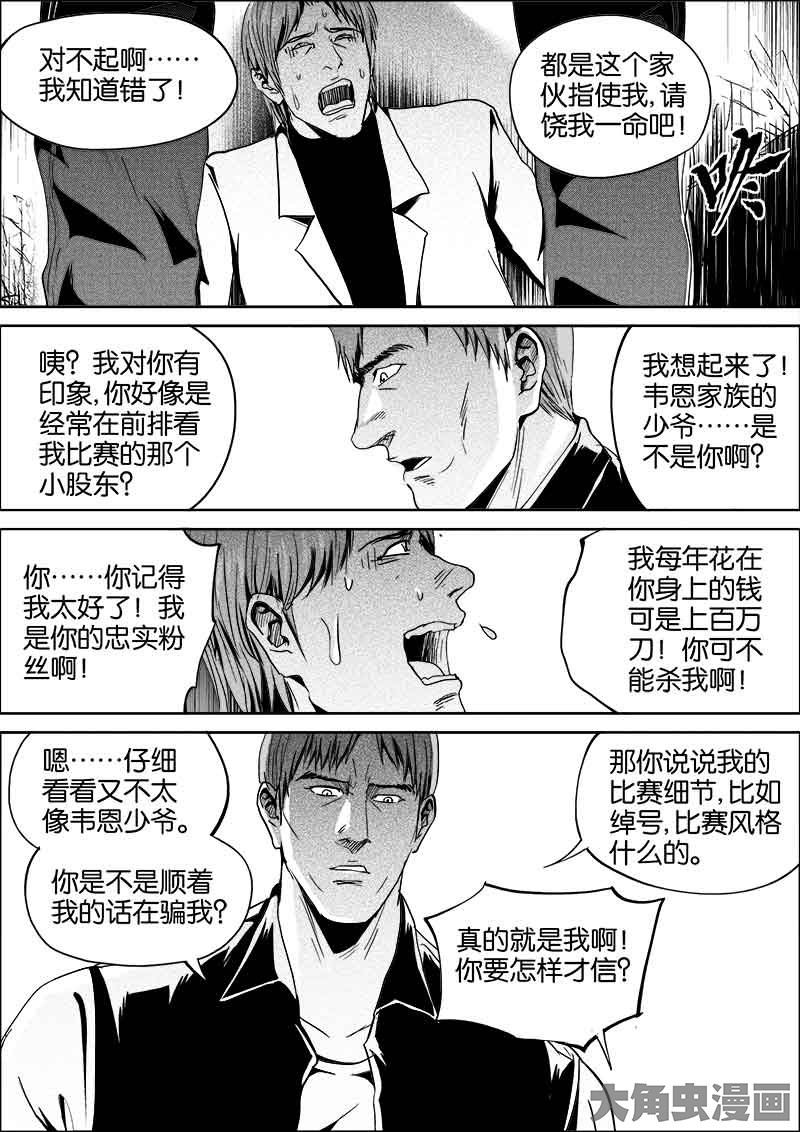 对不起啊……
我知道错了！
都是这个家
伙指使我,请
饶我一命吧！
咚
咦？我对你有
印象,你好像是
经常在前排看
我比赛的那个
小股东？
我想起来了！
韦恩家族的
少爷……是
不是你啊？
你……你记得
我太好了！我
是你的忠实粉
丝啊！
我每年花在
你身上的钱
可是上百万
刀！你可不
能杀我啊！
嗯……仔细
看看又不太
像韦恩少爷。
你是不是顺着
我的话在骗我？
那你说说我的
比赛细节,比如
绰号,比赛风格
什么的。
真的就是我啊！
你要怎样才信？
大角虫漫画